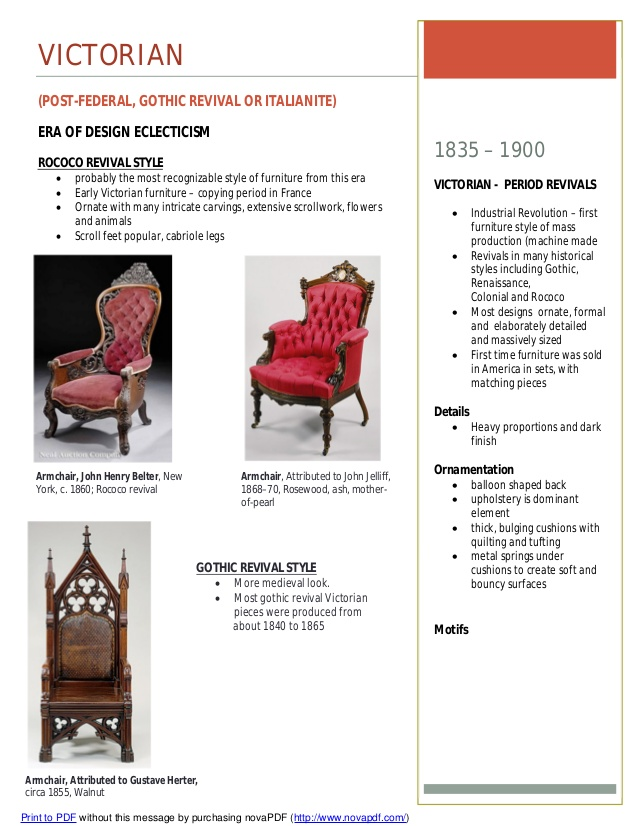 VICTORIAN
(POST-FEDERAL, GOTHIC REVIVAL OR ITALIANITE)
ERA OF DESIGN ECLECTICISM
ROCOCO REVIVAL STYLE
• probably the most recognizable style of furniture from this era
• Early Victorian furniture – copying period in France
• Ornate with many intricate carvings, extensive scrollwork, flowers
and animals
• Scroll feet popular, cabriole legs
Neal Auction Company
Armchair, John Henry Belter, New
York, c. 1860; Rococo revival
Armchair, Attributed to John Jelliff,
1868–70, Rosewood, ash, mother-
of-pearl
GOTHIC REVIVAL STYLE
• More medieval look.
• Most gothic revival Victorian
pieces were produced from
about 1840 to 1865
Armchair, Attributed to Gustave Herter,
circa 1855, Walnut
1835 – 1900
VICTORIAN - PERIOD REVIVALS
• Industrial Revolution – first
furniture style of mass
production (machine made
• Revivals in many historical
styles including Gothic,
Renaissance,
Colonial and Rococo
• Most designs ornate, formal
and elaborately detailed
and massively sized
• First time furniture was sold
in America in sets, with
matching pieces
Details
• Heavy proportions and dark
finish
Ornamentation
• balloon shaped back
• upholstery is dominant
element
• thick, bulging cushions with
quilting and tufting
• metal springs under
cushions to create soft and
bouncy surfaces
Motifs
Print to PDF without this message by purchasing novaPDF (http://www.novapdf.com/)